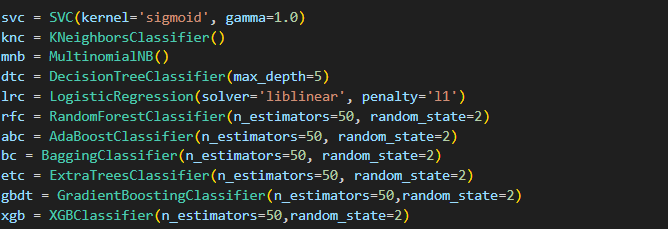 svc = SVC(kernel='sigmoid', gamma=1.0)
knc = KNeighborsClassifier()
mnb = MultinomialNB()
dtc = DecisionTreeClassifier(max_depth=5)
lrc = LogisticRegression(solver='liblinear', penalty='l1')
rfc = RandomForestClassifier(n_estimators=50, random_state=2)
abc = AdaBoostClassifier(n_estimators=50, random_state=2)
bc = BaggingClassifier(n_estimators=50, random_state=2)
etc = ExtraTreesClassifier(n_estimators=50, random_state=2)
gbdt = GradientBoostingClassifier(n_estimators=50,random_state=2)
xgb = XGBClassifier(n_estimators=50,random_state=2)